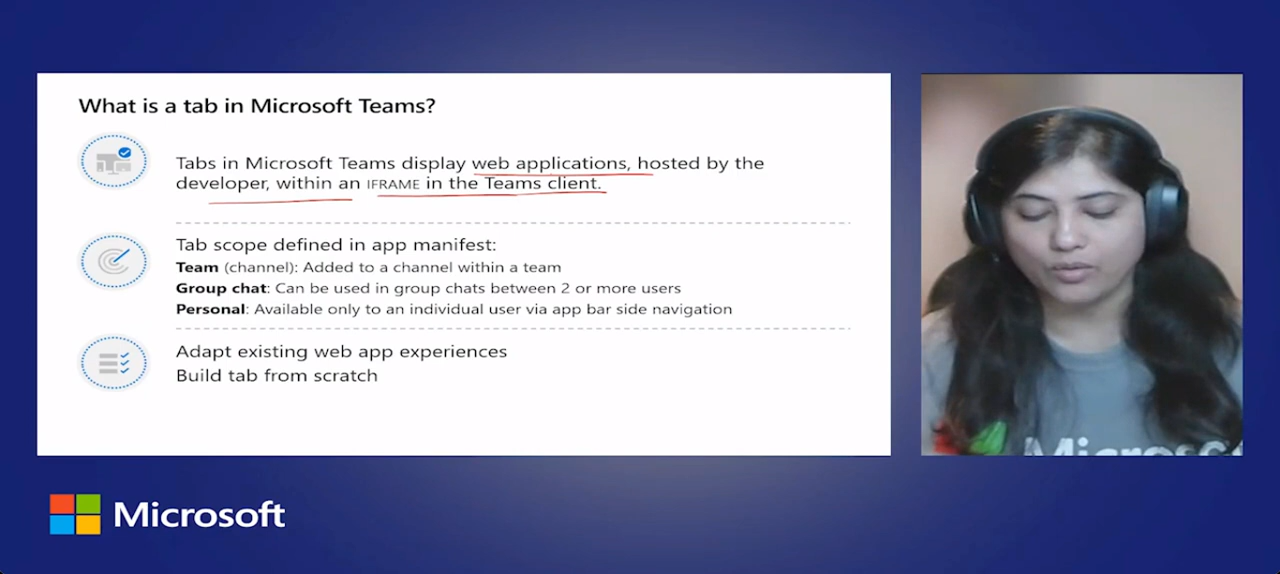 What is a tab in Microsoft Teams?
Tabs in Microsoft Teams display web applications, hosted by the
developer, within an IFRAME in the Teams client.
Tab scope defined in app manifest:
Team (channel): Added to a channel within a team
Group chat: Can be used in group chats between 2 or more users
Personal: Available only to an individual user via app bar side navigation
Adapt existing web app experiences
Build tab from scratch
Microsoft